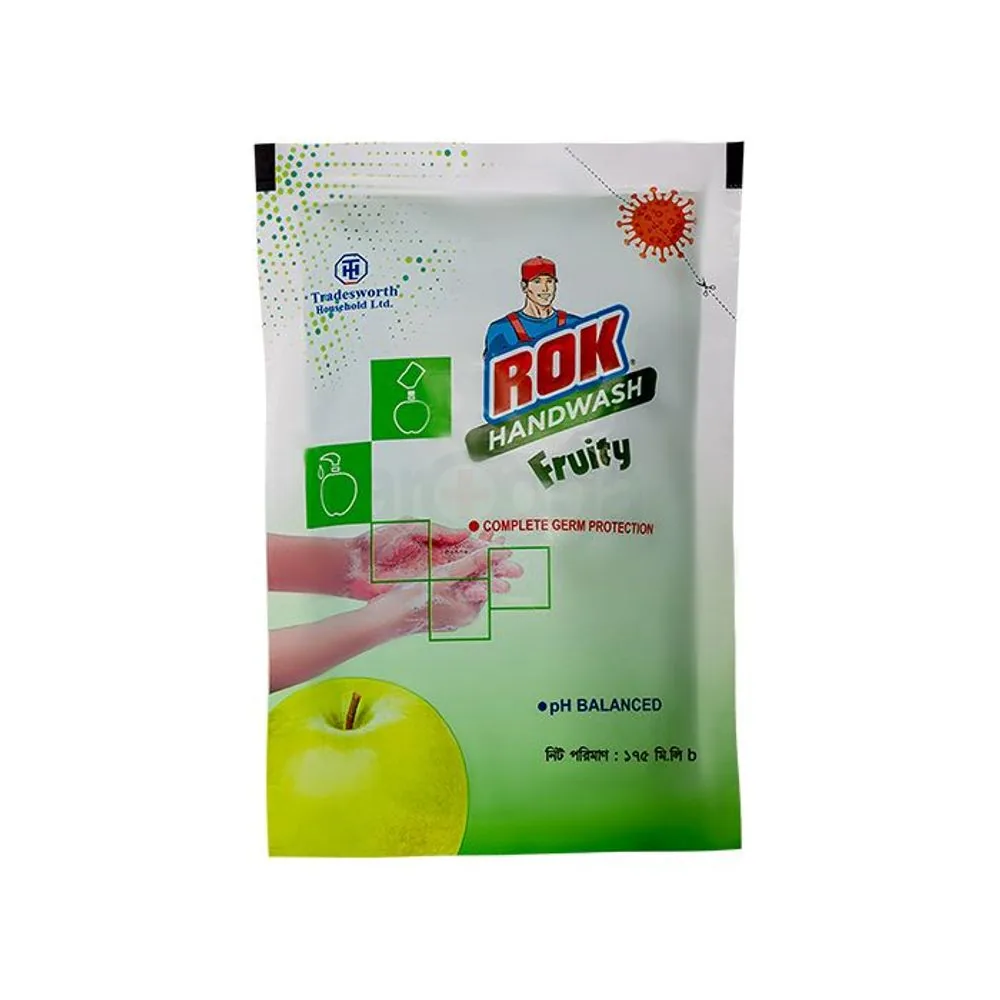 Tradesworth
Household Ltd.
ROK®
HANDWASH
Fruity
COMPLETE GERM PROTECTION
pH BALANCED
নিট পরিমাণ : ১৭৫ মি.লি b